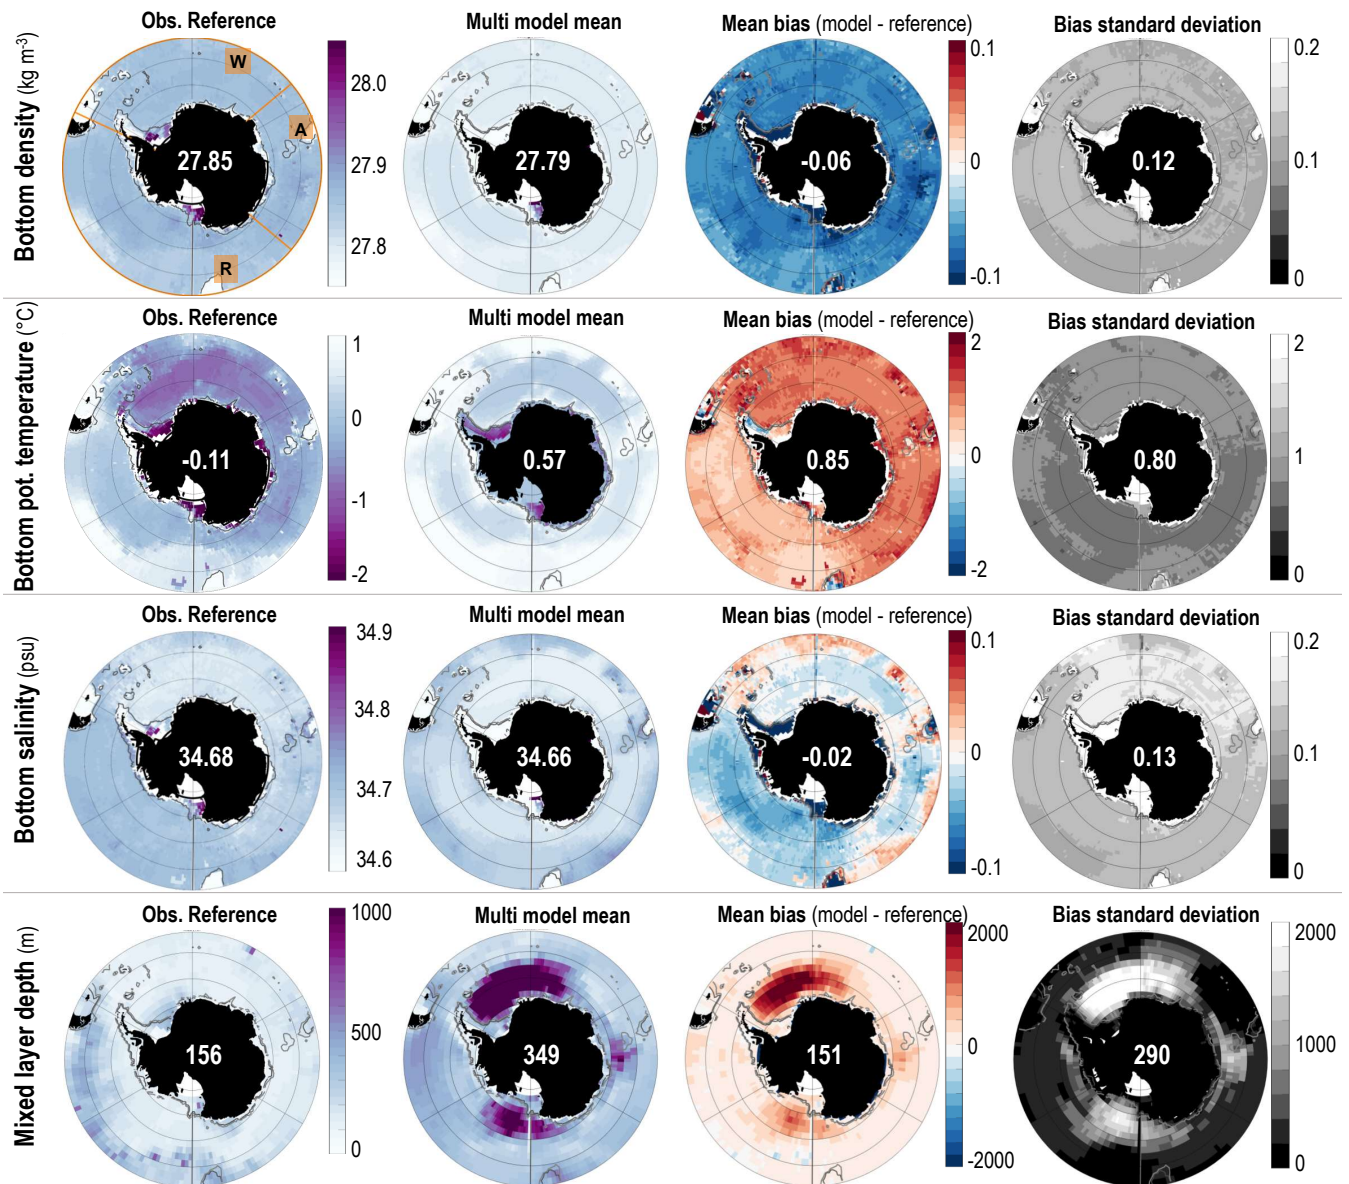 Obs. Reference
Multi model mean
Mean bias (model - reference)
Bias standard deviation
Bottom density (kg m-3)
W
A
R
27.85
28.0
27.9
27.8
27.79
-0.06
0.1
0
-0.1
0.12
0.2
0.1
0
Obs. Reference
Multi model mean
Mean bias (model - reference)
Bias standard deviation
Bottom pot. temperature (°C)
-0.11
1
0
-1
-2
0.57
0.85
2
0
-2
0.80
2
1
0
Obs. Reference
Multi model mean
Mean bias (model - reference)
Bias standard deviation
Bottom salinity (psu)
34.68
34.9
34.8
34.7
34.6
34.66
-0.02
0.1
0
-0.1
0.13
0.2
0.1
0
Obs. Reference
Multi model mean
Mean bias (model - reference)
Bias standard deviation
Mixed layer depth (m)
156
1000
500
0
349
151
2000
0
-2000
290
2000
1000
0